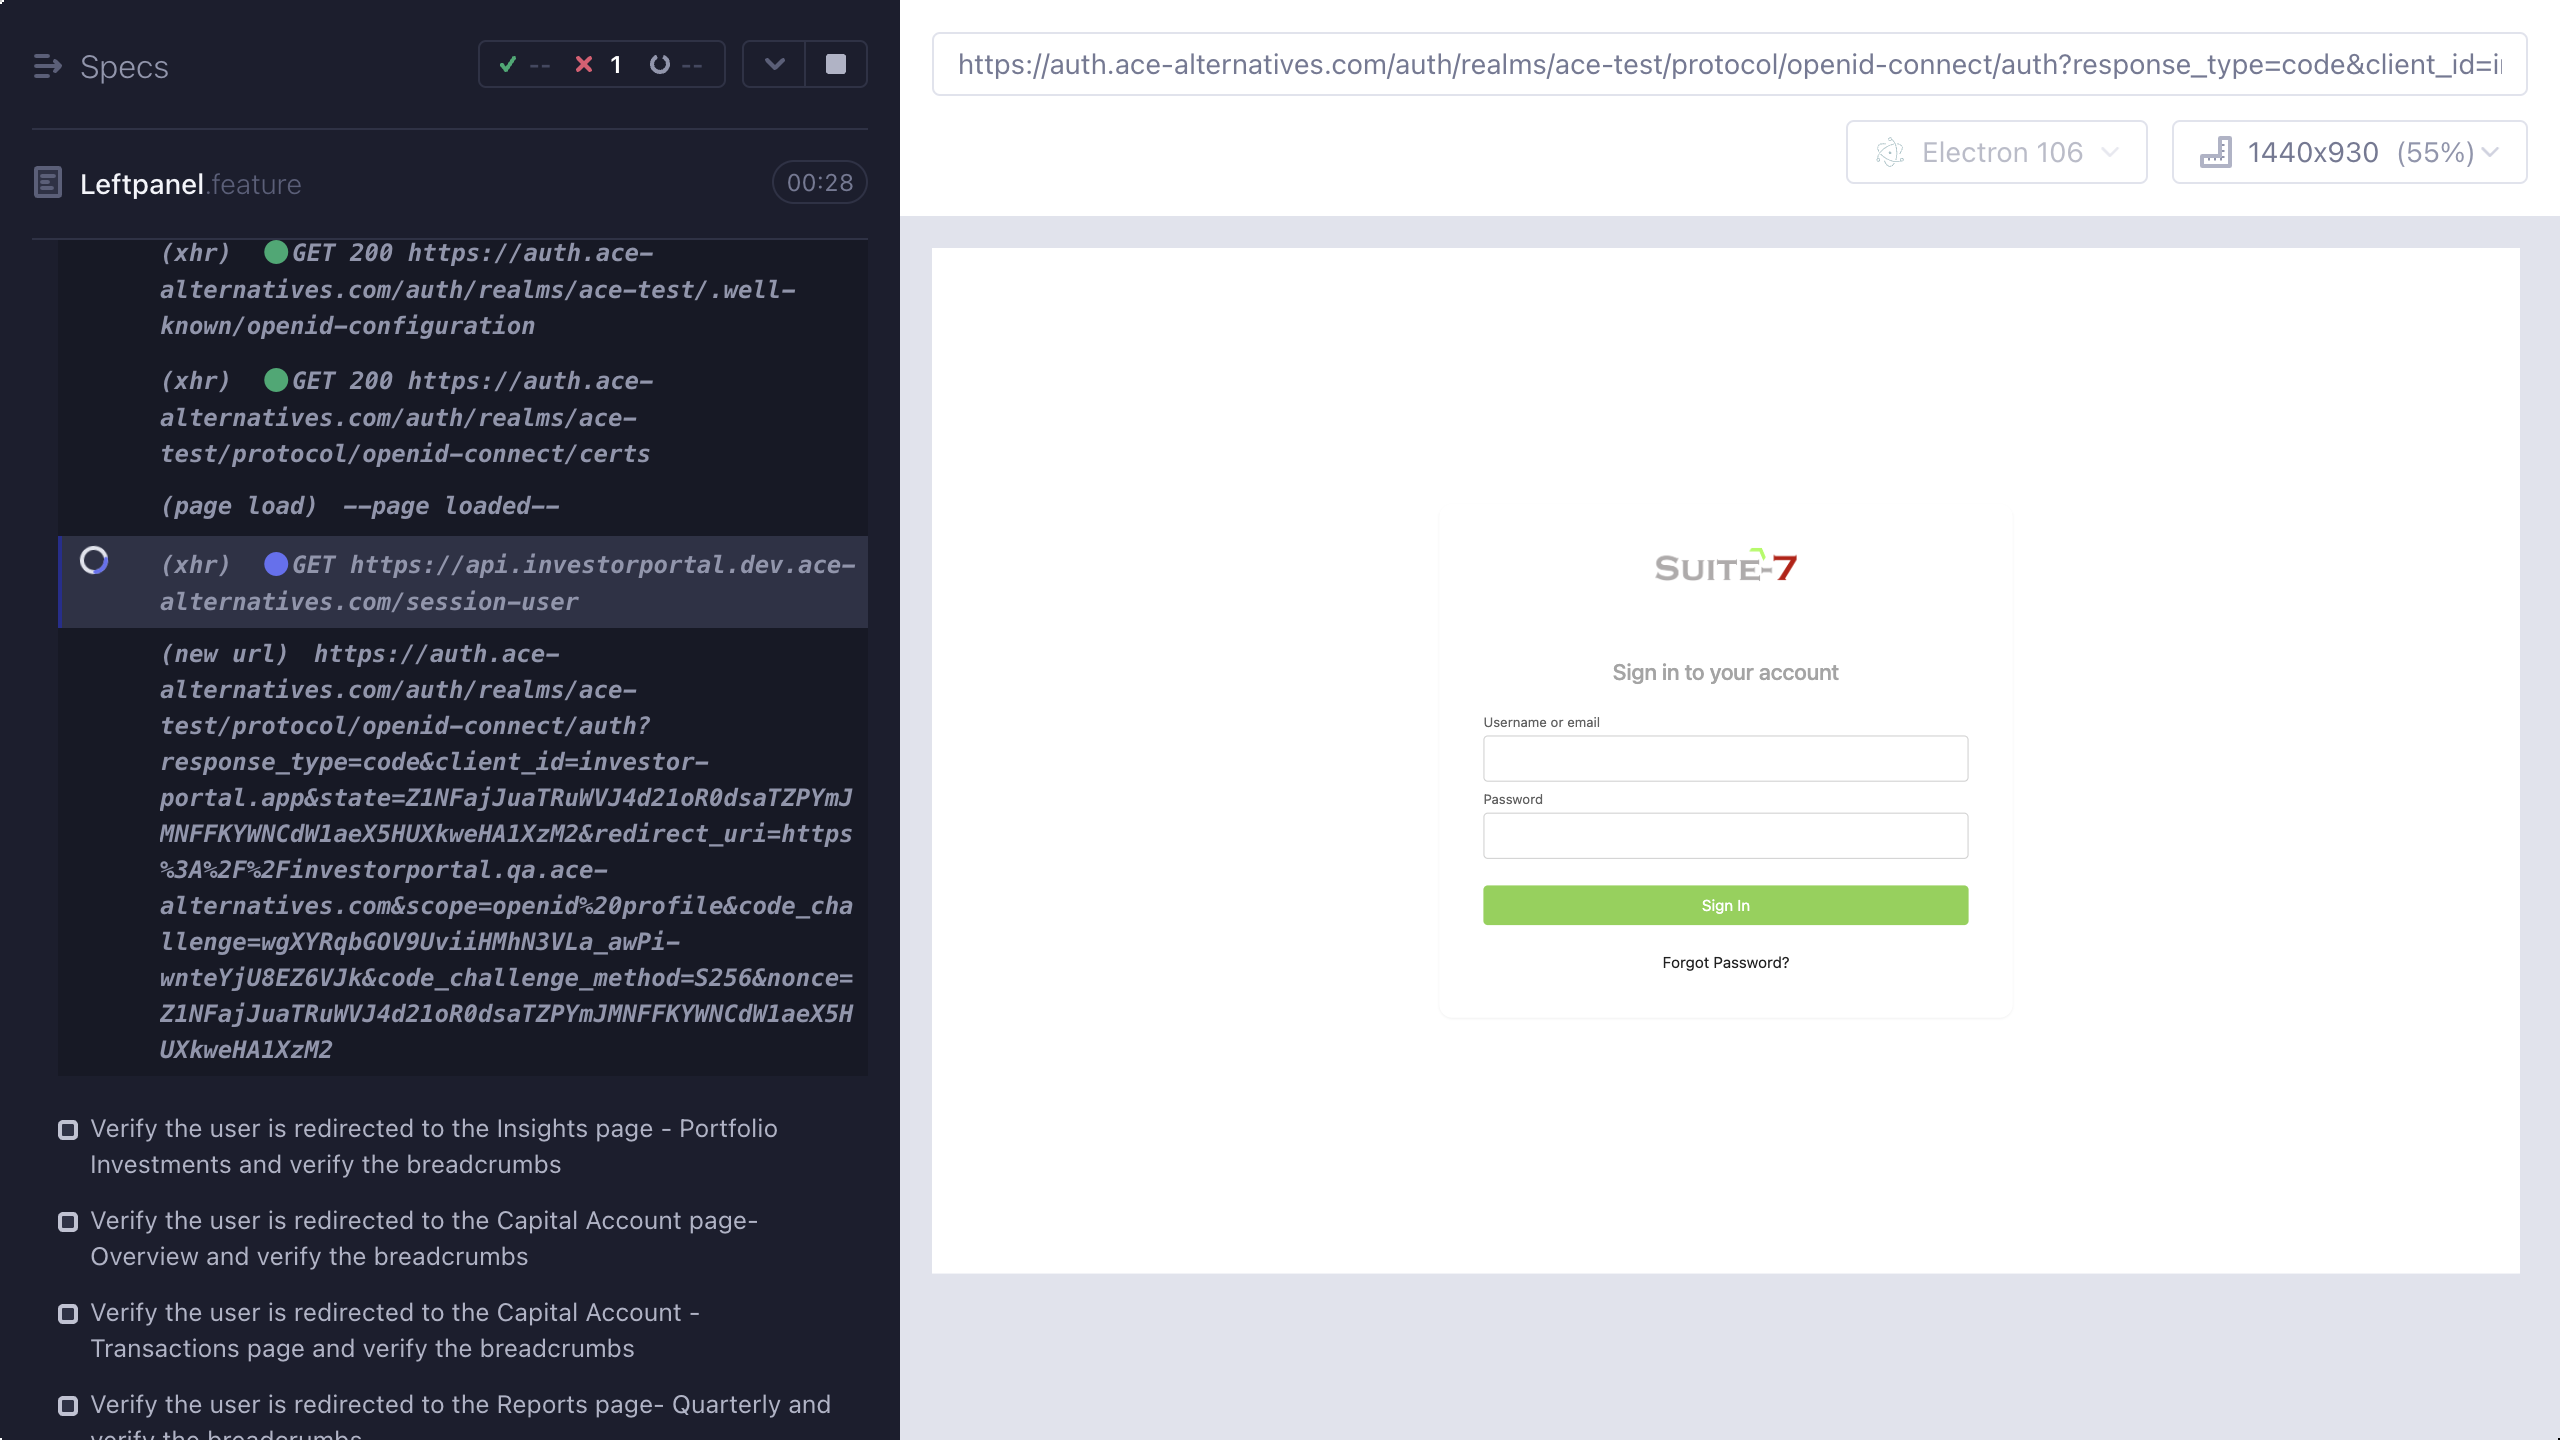 Specs
-- 1 --
Leftpanel.feature
00:28
(xhr) GET 200 https://auth.ace-
alternatives.com/auth/realms/ace-test/.well-
known/openid-configuration
(xhr) GET 200 https://auth.ace-
alternatives.com/auth/realms/ace-
test/protocol/openid-connect/certs
(page load) --page loaded--
(xhr) GET https://api.investorportal.dev.ace-
alternatives.com/session-user
(new url) https://auth.ace-
alternatives.com/auth/realms/ace-
test/protocol/openid-connect/auth?
response_type=code&client_id=investor-
portal.app&state=Z1NFajJuaTRuWVJ4d21oR0dsaTZPYmJ
MNFFKYWNCdW1aeX5HUXkweHA1XzM2&redirect_uri=https
%3A%2F%2Finvestorportal.qa.ace-
alternatives.com&scope=openid%20profile&code_cha
llenge=wgXYRqbGOV9UviiHMhN3VLa_awPi-
wnteYjU8EZ6VJk&code_challenge_method=S256&nonce=
Z1NFajJuaTRuWVJ4d21oR0dsaTZPYmJMNFFKYWNCdW1aeX5H
UXkweHA1XzM2
Verify the user is redirected to the Insights page - Portfolio
Investments and verify the breadcrumbs
Verify the user is redirected to the Capital Account page-
Overview and verify the breadcrumbs
Verify the user is redirected to the Capital Account -
Transactions page and verify the breadcrumbs
Verify the user is redirected to the Reports page- Quarterly and
verify the breadcrumbs
https://auth.ace-alternatives.com/auth/realms/ace-test/protocol/openid-connect/auth?response_type=code&client_id=i
Electron 106
1440x930 (55%)
SUITE-7
Sign in to your account
Username or email
Password
Sign In
Forgot Password?